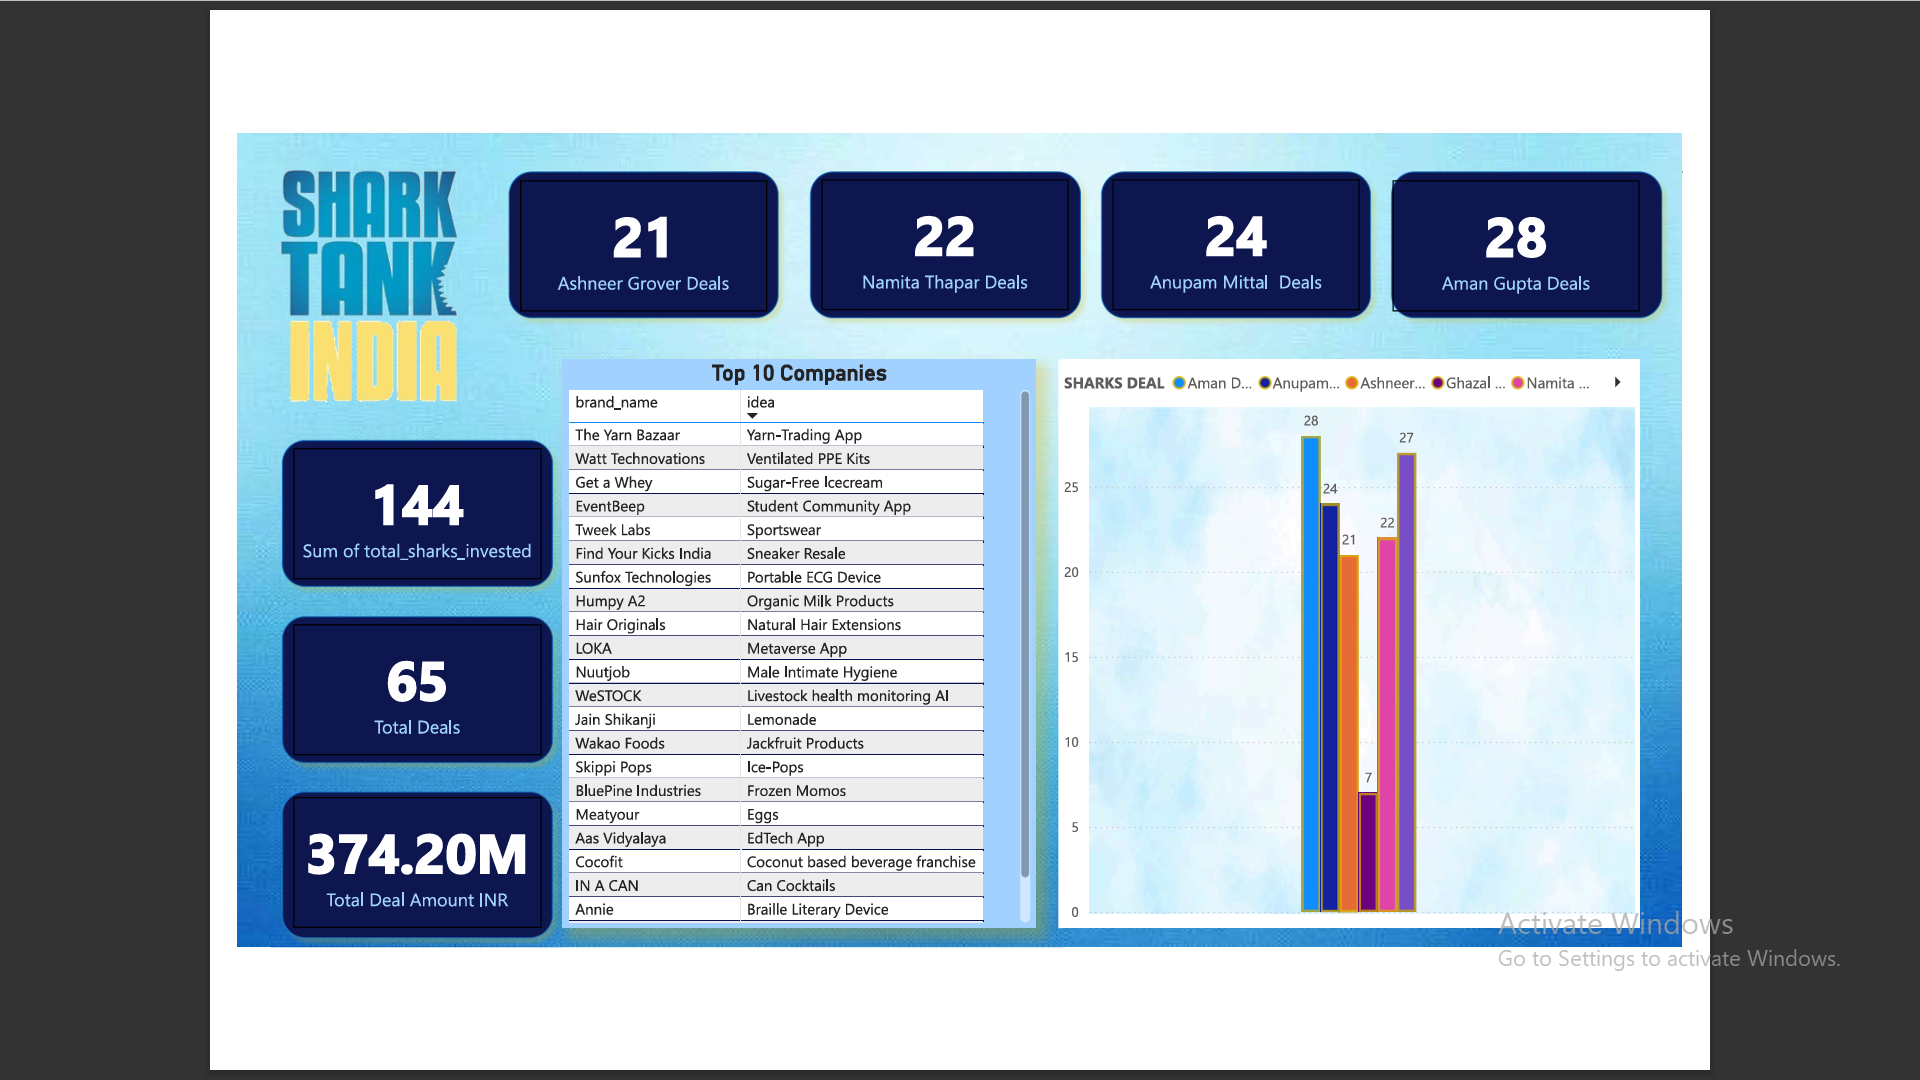 SHARK
TANK
INDIA
21
Ashneer Grover Deals
22
Namita Thapar Deals
24
Anupam Mittal  Deals
28
Aman Gupta Deals
144
Sum of total_sharks_invested
65
Total Deals
374.20M
Total Deal Amount INR
Top 10 Companies
brand_name idea
The Yarn Bazaar Yarn-Trading App
Watt Technovations Ventilated PPE Kits
Get a Whey Sugar-Free Icecream
EventBeep Student Community App
Tweek Labs Sportswear
Find Your Kicks India Sneaker Resale
Sunfox Technologies Portable ECG Device
Humpy A2 Organic Milk Products
Hair Originals Natural Hair Extensions
LOKA Metaverse App
Nuutjob Male Intimate Hygiene
WeSTOCK Livestock health monitoring AI
Jain Shikanji Lemonade
Wakao Foods Jackfruit Products
Skippi Pops Ice-Pops
BluePine Industries Frozen Momos
Meatyour Eggs
Aas Vidyalaya EdTech App
Cocofit Coconut based beverage franchise
IN A CAN Can Cocktails
Annie Braille Literary Device
SHARKS DEAL Aman D... Anupam... Ashneer... Ghazal ... Namita ...
28
27
25
24
22
21
20
15
10
7
5
0
Activate Windows
Go to Settings to activate Windows.